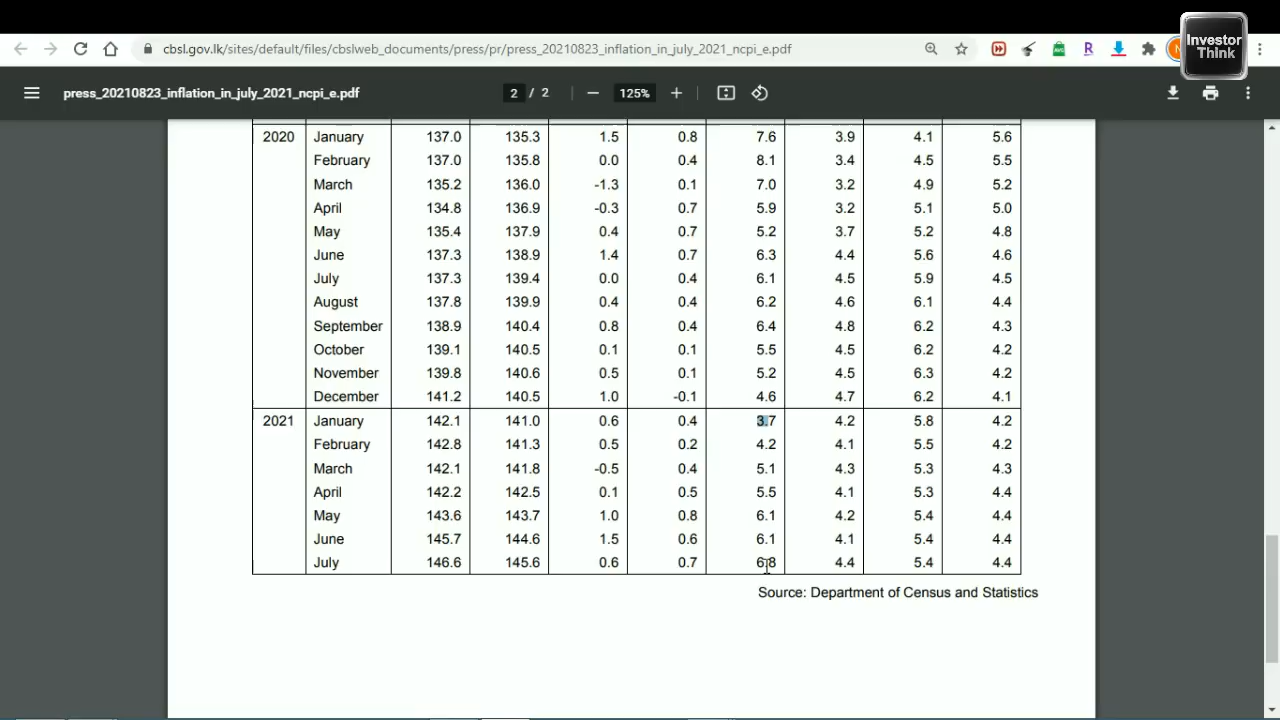 Investor
Think
cbsl.gov.lk/sites/default/files/cbslweb_documents/press/pr/press_20210823_inflation_in_july_2021_ncpi_e.pdf
press_20210823_inflation_in_july_2021_ncpi_e.pdf 2 / 2 125%
2020 January 137.0 135.3 1.5 0.8 7.6 3.9 4.1 5.6
February 137.0 135.8 0.0 0.4 8.1 3.4 4.5 5.5
March 135.2 136.0 -1.3 0.1 7.0 3.2 4.9 5.2
April 134.8 136.9 -0.3 0.7 5.9 3.2 5.1 5.0
May 135.4 137.9 0.4 0.7 5.2 3.7 5.2 4.8
June 137.3 138.9 1.4 0.7 6.3 4.4 5.6 4.6
July 137.3 139.4 0.0 0.4 6.1 4.5 5.9 4.5
August 137.8 139.9 0.4 0.4 6.2 4.6 6.1 4.4
September 138.9 140.4 0.8 0.4 6.4 4.8 6.2 4.3
October 139.1 140.5 0.1 0.1 5.5 4.5 6.2 4.2
November 139.8 140.6 0.5 0.1 5.2 4.5 6.3 4.2
December 141.2 140.5 1.0 -0.1 4.6 4.7 6.2 4.1
2021 January 142.1 141.0 0.6 0.4 3.7 4.2 5.8 4.2
February 142.8 141.3 0.5 0.2 4.2 4.1 5.5 4.2
March 142.1 141.8 -0.5 0.4 5.1 4.3 5.3 4.3
April 142.2 142.5 0.1 0.5 5.5 4.1 5.3 4.4
May 143.6 143.7 1.0 0.8 6.1 4.2 5.4 4.4
June 145.7 144.6 1.5 0.6 6.1 4.1 5.4 4.4
July 146.6 145.6 0.6 0.7 6.8 4.4 5.4 4.4
Source: Department of Census and Statistics